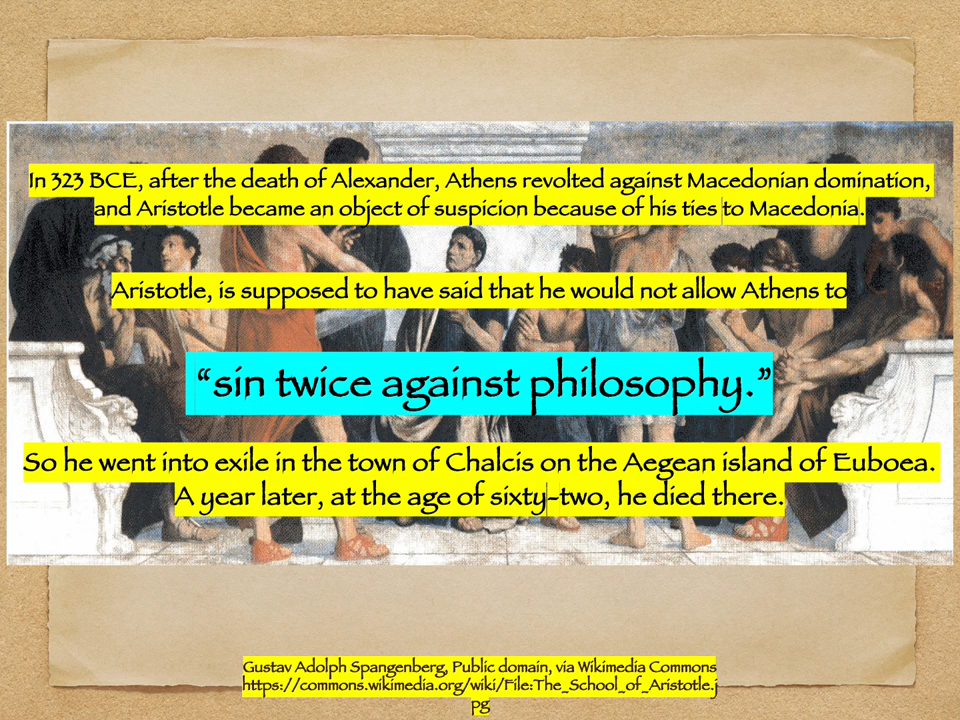 In 323 BCE, after the death of Alexander, Athens revolted against Macedonian domination,
and Aristotle became an object of suspicion because of his ties to Macedonia.
Aristotle, is supposed to have said that he would not allow Athens to
“sin twice against philosophy.”
So he went into exile in the town of Chalcis on the Aegean island of Euboea.
A year later, at the age of sixty-two, he died there.
Gustav Adolph Spangenberg, Public domain, via Wikimedia Commons
https://commons.wikimedia.org/wiki/File:The_School_of_Aristotle.j
pg